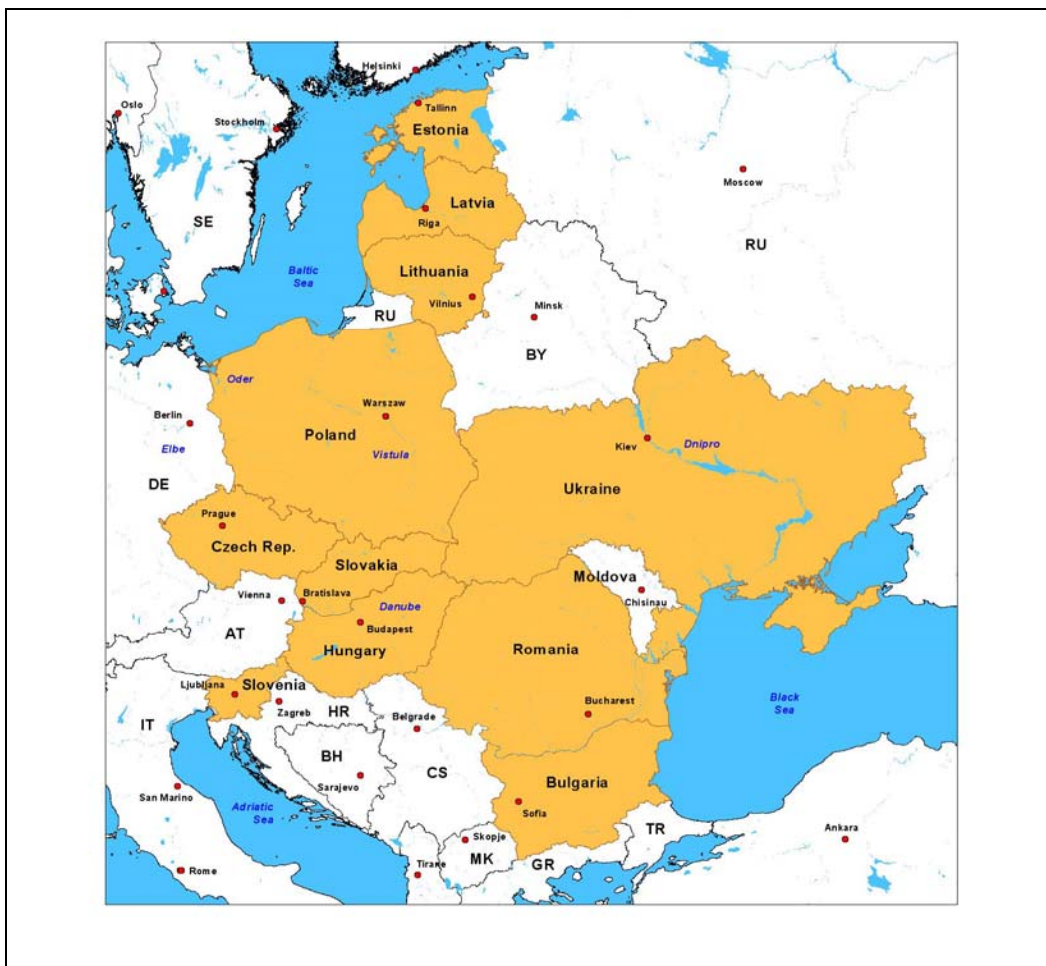 Helsinki
Oslo
Tallinn
Stockholm
Estonia
Moscow
Latvia
Riga
SE
RU
Lithuania
Baltic
Sea
Vilnius
Minsk
RU
BY
Oder
Warszaw
Berlin
Poland
Kiev
Dnipro
Elbe
Vistula
DE
Ukraine
Prague
Czech Rep.
Slovakia
Moldova
Vienna
Bratislava
Chisinau
Danube
Budapest
AT
Hungary
Romania
Ljubljana
Slovenia
Bucharest
Black
Sea
Zagreb
HR
Belgrade
IT
BH
CS
Sarajevo
Bulgaria
San Marino
Adriatic
Sea
Sofia
TR
Ankara
Skopje
MK
GR
Tirane
Rome